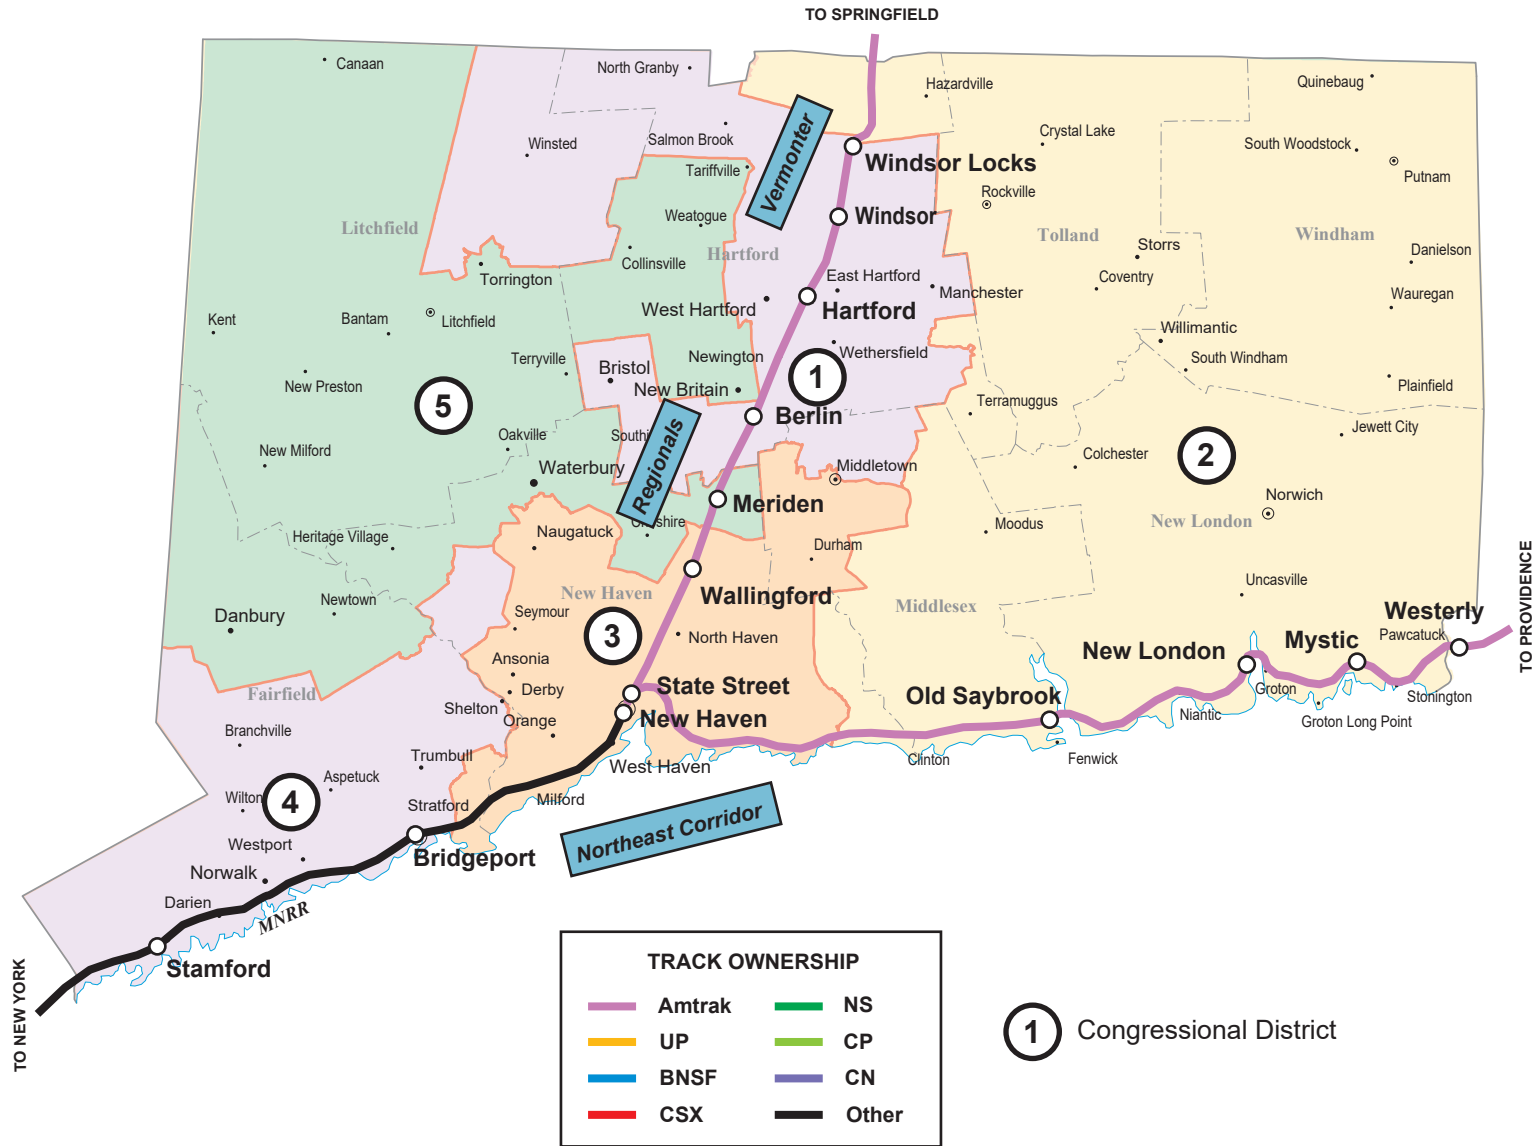 TO SPRINGFIELD
Canaan
North Granby
Hazardville
Quinebaug
Winsted
Salmon Brook
Vermonter
Crystal Lake
South Woodstock
Tariffville
Windsor Locks
Putnam
Rockville
Weatogue
Windsor
Litchfield
Hartford
Tolland
Windham
Storrs
Danielson
Collinsville
Torrington
East Hartford
Coventry
Manchester
Wauregan
West Hartford
Hartford
Kent
Bantam
Litchfield
Willimantic
Terryville
Newington
Wethersfield
South Windham
Bristol
New Preston
1
New Britain
Plainfield
5
Terramuggus
Berlin
Jewett City
Oakville
Southi
Regionals
New Milford
2
Colchester
Waterbury
Middletown
Norwich
Meriden
New London
Moodus
Naugatuck
shire
Heritage Village
Durham
Uncasville
New Haven
Wallingford
Middlesex
Newtown
Danbury
Seymour
3
North Haven
Westerly
Pawcatuck
TO PROVIDENCE
Mystic
New London
Ansonia
Derby
State Street
Fairfield
Groton
Shelton
Old Saybrook
Stonington
Orange
New Haven
Niantic
Groton Long Point
Branchville
Trumbull
West Haven
Clinton
Fenwick
Aspetuck
Wilton
4
Stratford
Milford
Northeast Corridor
Westport
Bridgeport
Norwalk
Darien
MNRR
Stamford
TO NEW YORK
TRACK OWNERSHIP
Amtrak
NS
UP
CP
BNSF
CN
CSX
Other
1 Congressional District